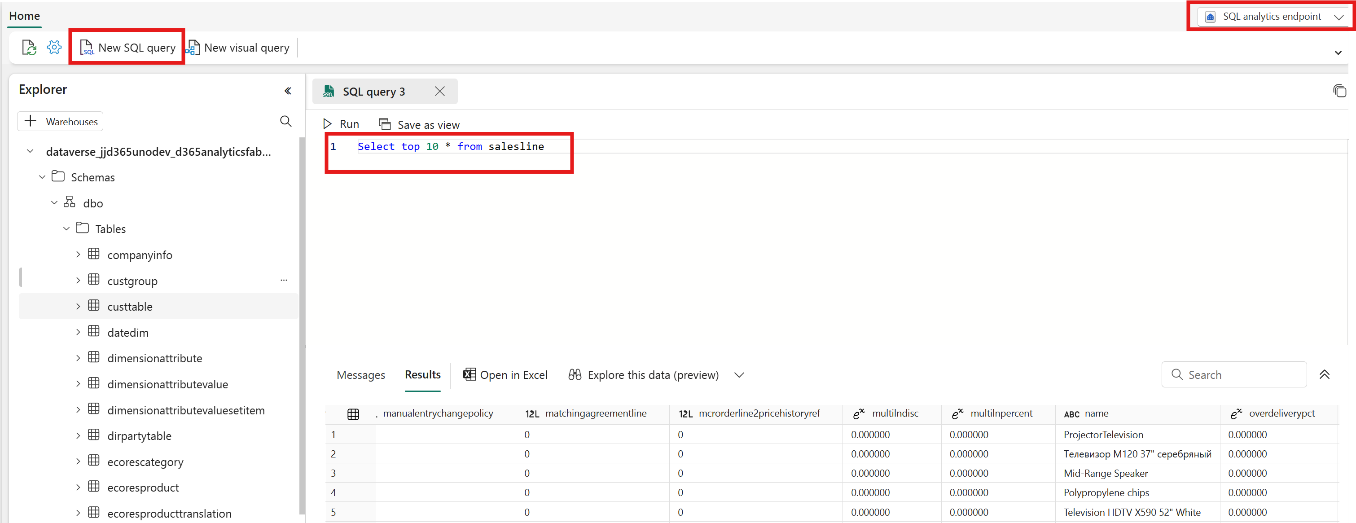 Home
SQL analytics endpoint
New SQL query
New visual query
Explorer
SQL query 3
Warehouses
Run
Save as view
dataverse_jjd365unodev_d365analyticsfab...
1 Select top 10 * from salesline
Schemas
dbo
Tables
companyinfo
custgroup
...
custtable
datedim
dimensionattribute
dimensionattributevalue
dimensionattributevaluesetitem
dirpartytable
ecorescategory
ecoresproduct
ecoresproducttranslation
Messages Results Open in Excel Explore this data (preview) Search
manualentrychangepolicy 12L matchingagreementline 12L mcrorderline2pricehistoryref multilndisc multilnpercent ABC name overdeliverypct
1 0 0 0.000000 0.000000 ProjectorTelevision 0.000000
2 0 0 0.000000 0.000000 Телевизор M120 37" серебряный 0.000000
3 0 0 0.000000 0.000000 Mid-Range Speaker 0.000000
4 0 0 0.000000 0.000000 Polypropylene chips 0.000000
5 0 0 0.000000 0.000000 Television HDTV X590 52" White 0.000000